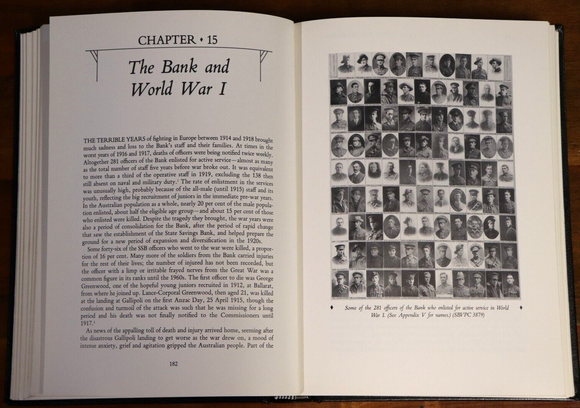 CHAPTER • 15
The Bank and
World War I
THE TERRIBLE YEARS of fighting in Europe between 1914 and 1918 brought
much sadness and loss to the Bank's staff and their families. At times in the
worst years of 1916 and 1917, deaths of officers were being notified twice weekly.
Altogether 281 officers of the Bank enlisted for active service—almost as many
as the total number of staff five years before war broke out. It was equivalent
to more than a third of the operative staff in 1919, excluding the 138 then
still absent on naval and military duty.¹ The rate of enlistment in the services
was unusually high, probably because of the all-male (until 1915) staff and its
youth, reflecting the big recruitment of juniors in the immediate pre-war years.
In the Australian population as a whole, nearly 20 per cent of the male popula-
tion enlisted, about half the eligible age group—and about 15 per cent of those
who enlisted were killed. Despite the tragedy they brought, the war years were
also a period of consolidation for the Bank, after the period of rapid change
that saw the establishment of the State Savings Bank, and helped prepare the
ground for a new period of expansion and diversification in the 1920s.
Some forty-six of the SSB officers who went to the war were killed, a propor-
tion of 16 per cent. Many more of the soldiers from the Bank carried injuries
for the rest of their lives; the number of injured has not been recorded, but
the officer with a limp or irritable frayed nerves from the Great War was a
common figure in its ranks until the 1960s. The first officer to die was George
Greenwood, one of the hopeful young juniors recruited in 1912, at Ballarat,
from where he joined up. Lance-Corporal Greenwood, then aged 21, was killed
at the landing at Gallipoli on the first Anzac Day, 25 April 1915, though the
confusion and turmoil of the attack was such that he was missing for a long
period and his death was not finally notified to the Commissioners until
1917.²
As news of the appalling toll of death and injury arrived home, seeming after
the disastrous Gallipoli landing to get worse as the war drew on, a mood of
intense anxiety, grief and agitation gripped the Australian people. Part of the
182
Some of the 281 officers of the Bank who enlisted for active service in World
War I. (See Appendix V for names.) (SBV/PC 3879)